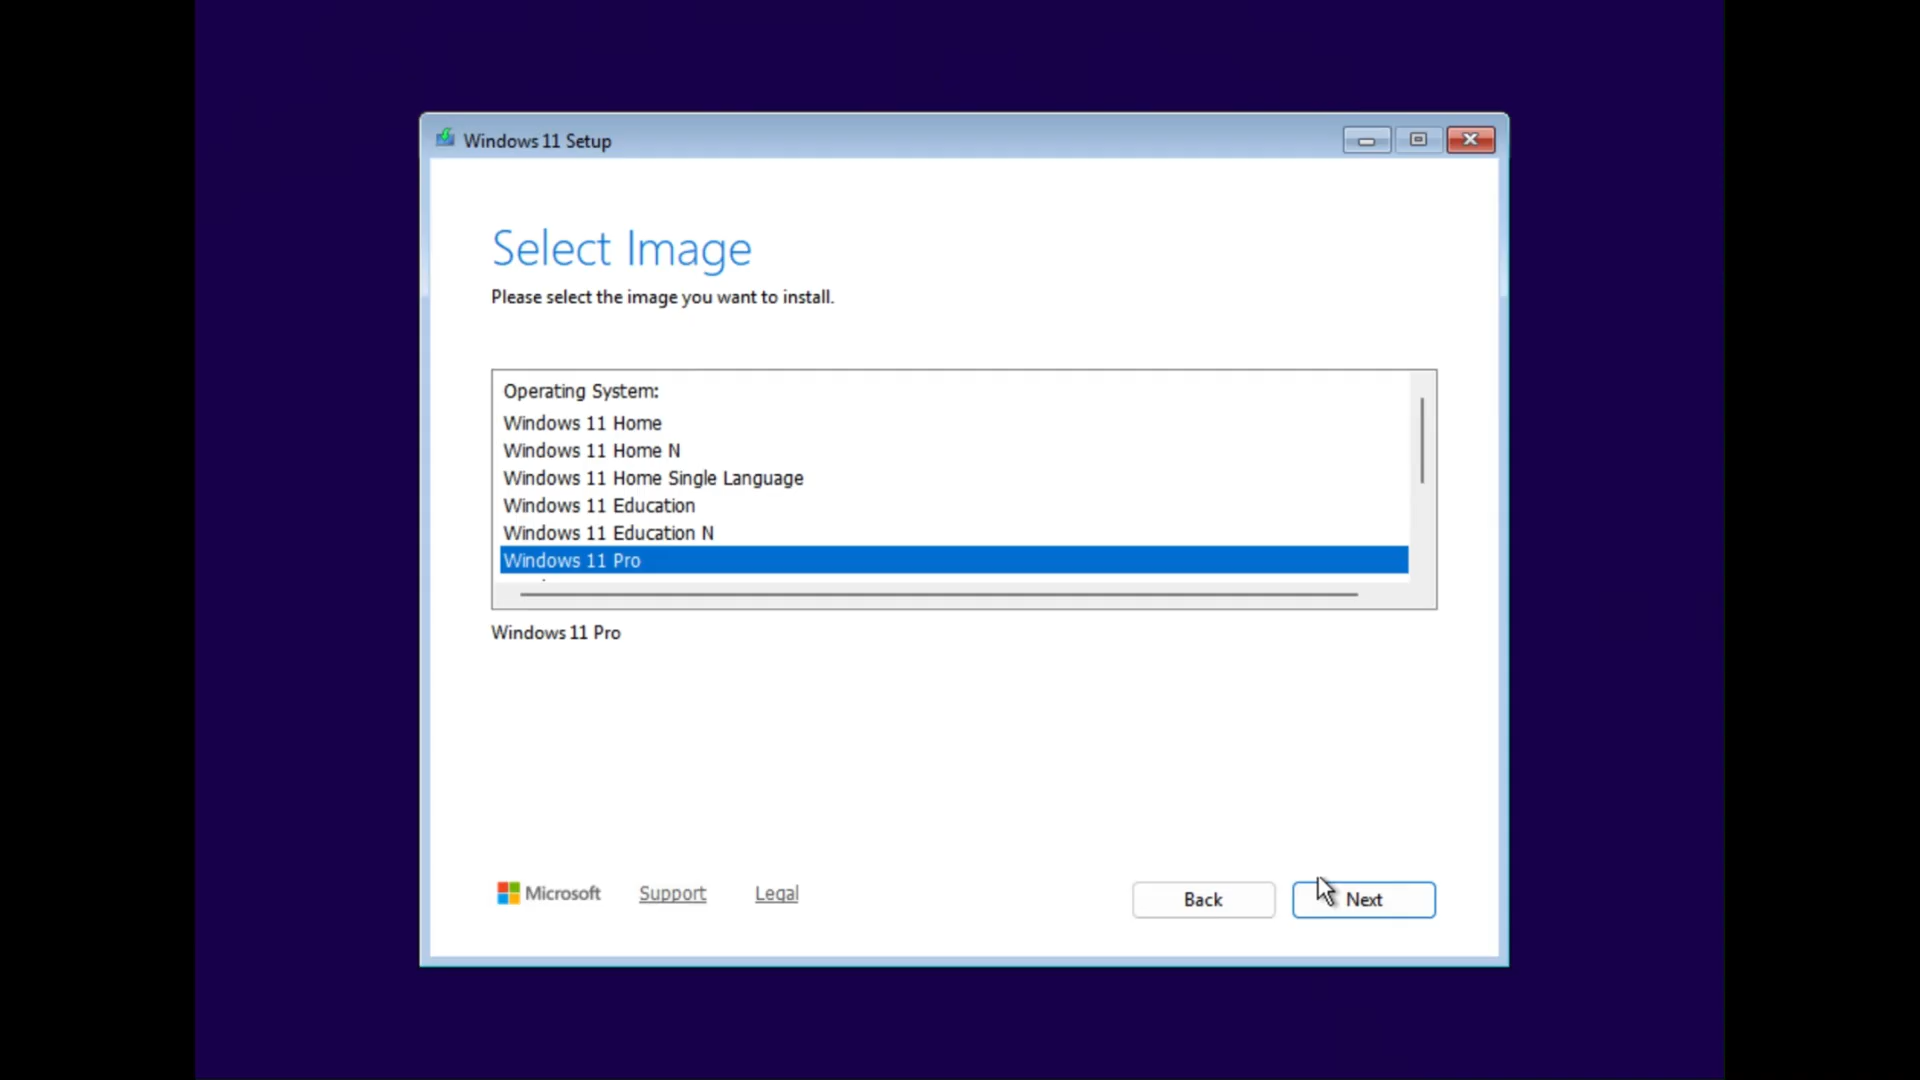 Windows 11 Setup
Select Image
Please select the image you want to install.
Operating System:
Windows 11 Home
Windows 11 Home N
Windows 11 Home Single Language
Windows 11 Education
Windows 11 Education N
Windows 11 Pro
Windows 11 Pro
Microsoft
Support
Legal
Back
Next